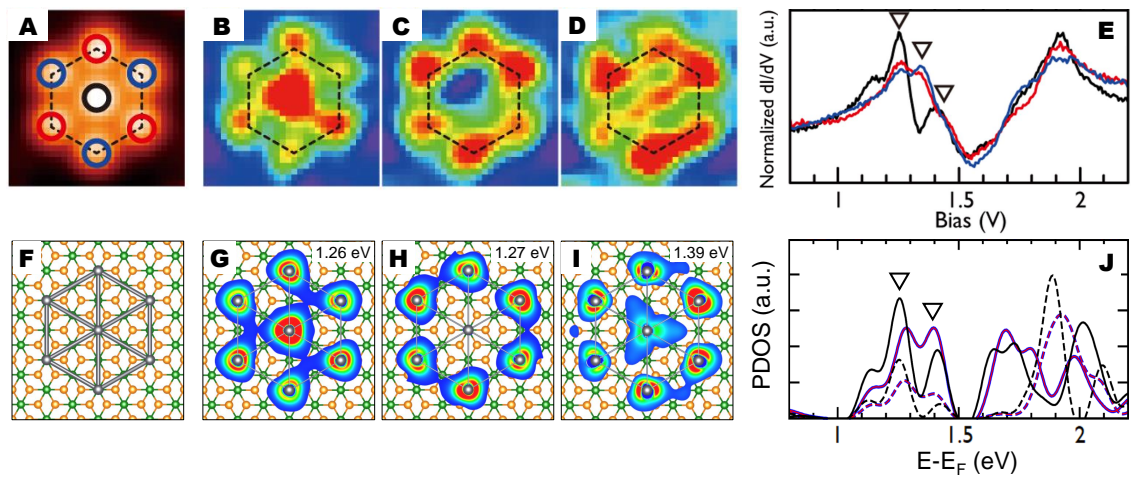 A
B
C
D
E
Normalized dI/dV (a.u.)
1
1.5
2
Bias (V)
F
G
1.26 eV
H
1.27 eV
I
1.39 eV
J
PDOS (a.u.)
1
1.5
2
E-E_F (eV)